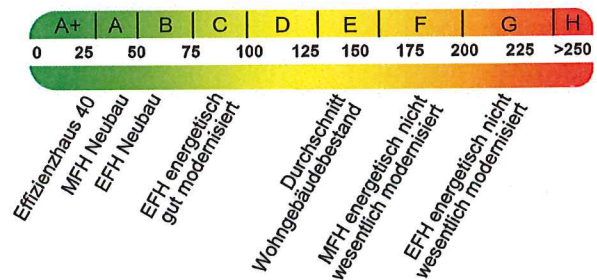 A+ A B C D E F G H
0 25 50 75 100 125 150 175 200 225 >250
Effizienzhaus 40
MFH Neubau
EFH Neubau
EFH energetisch
gut modernisiert
Durchschnitt
Wohngebäudebestand
MFH energetisch nicht
wesentlich modernisiert
EFH energetisch nicht
wesentlich modernisiert